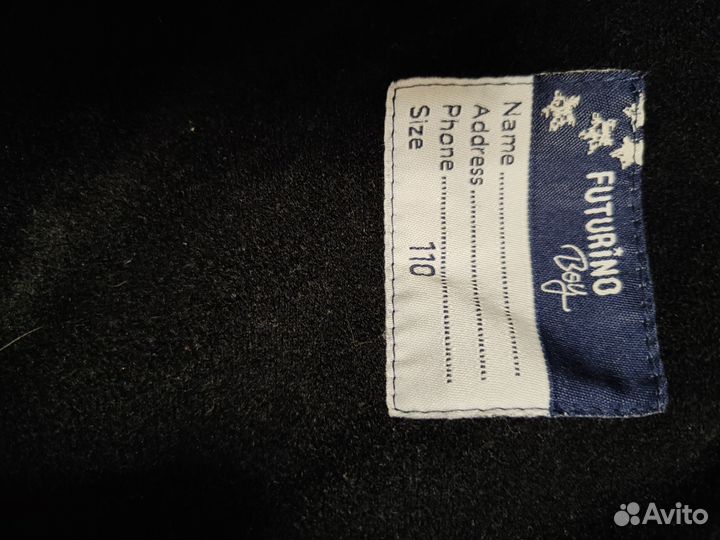 FUTURiNO
Boy
Name ........................
Address ........................
Phone ........................
Size 110
Avito